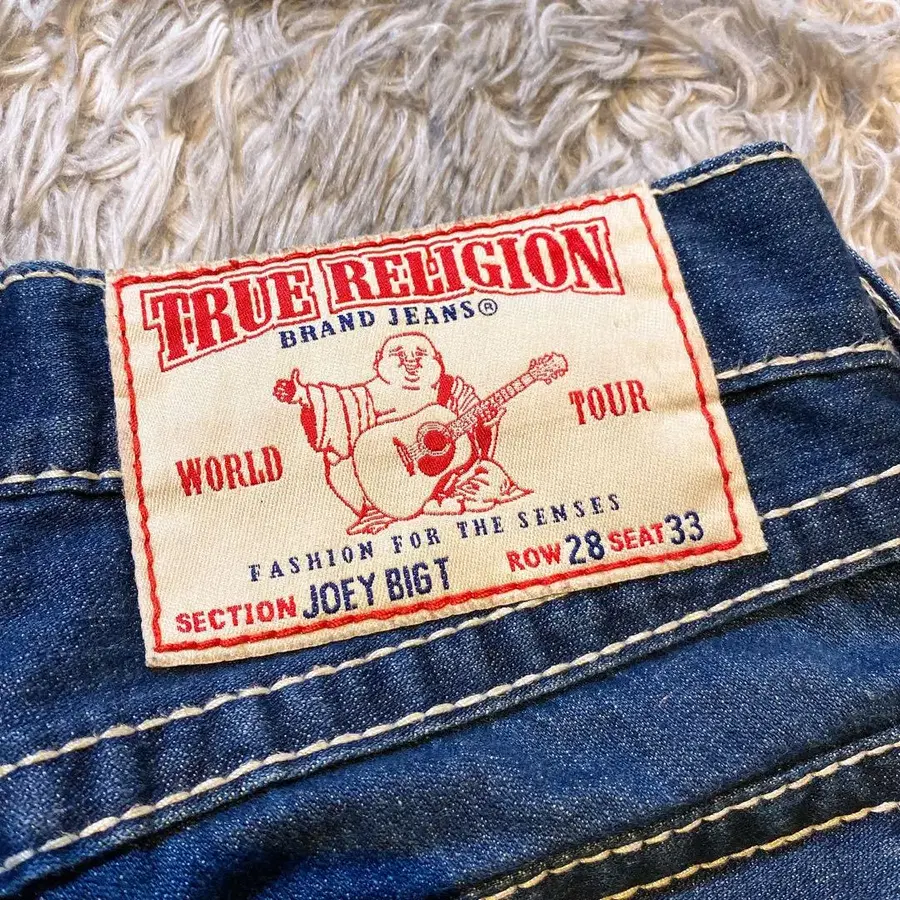 TRUE RELIGION
BRAND JEANS®
WORLD TOUR
FASHION FOR THE SENSES
SECTION JOEY BIG T ROW 28 SEAT 33